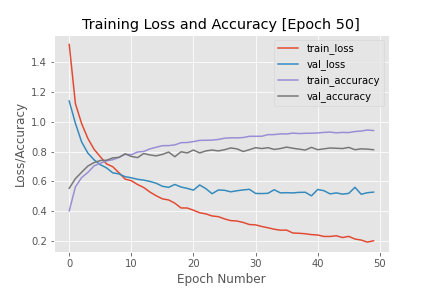 Training Loss and Accuracy [Epoch 50]
train_loss
val_loss
train_accuracy
val_accuracy
Loss/Accuracy
1.4
1.2
1.0
0.8
0.6
0.4
0.2
0 10 20 30 40 50
Epoch Number